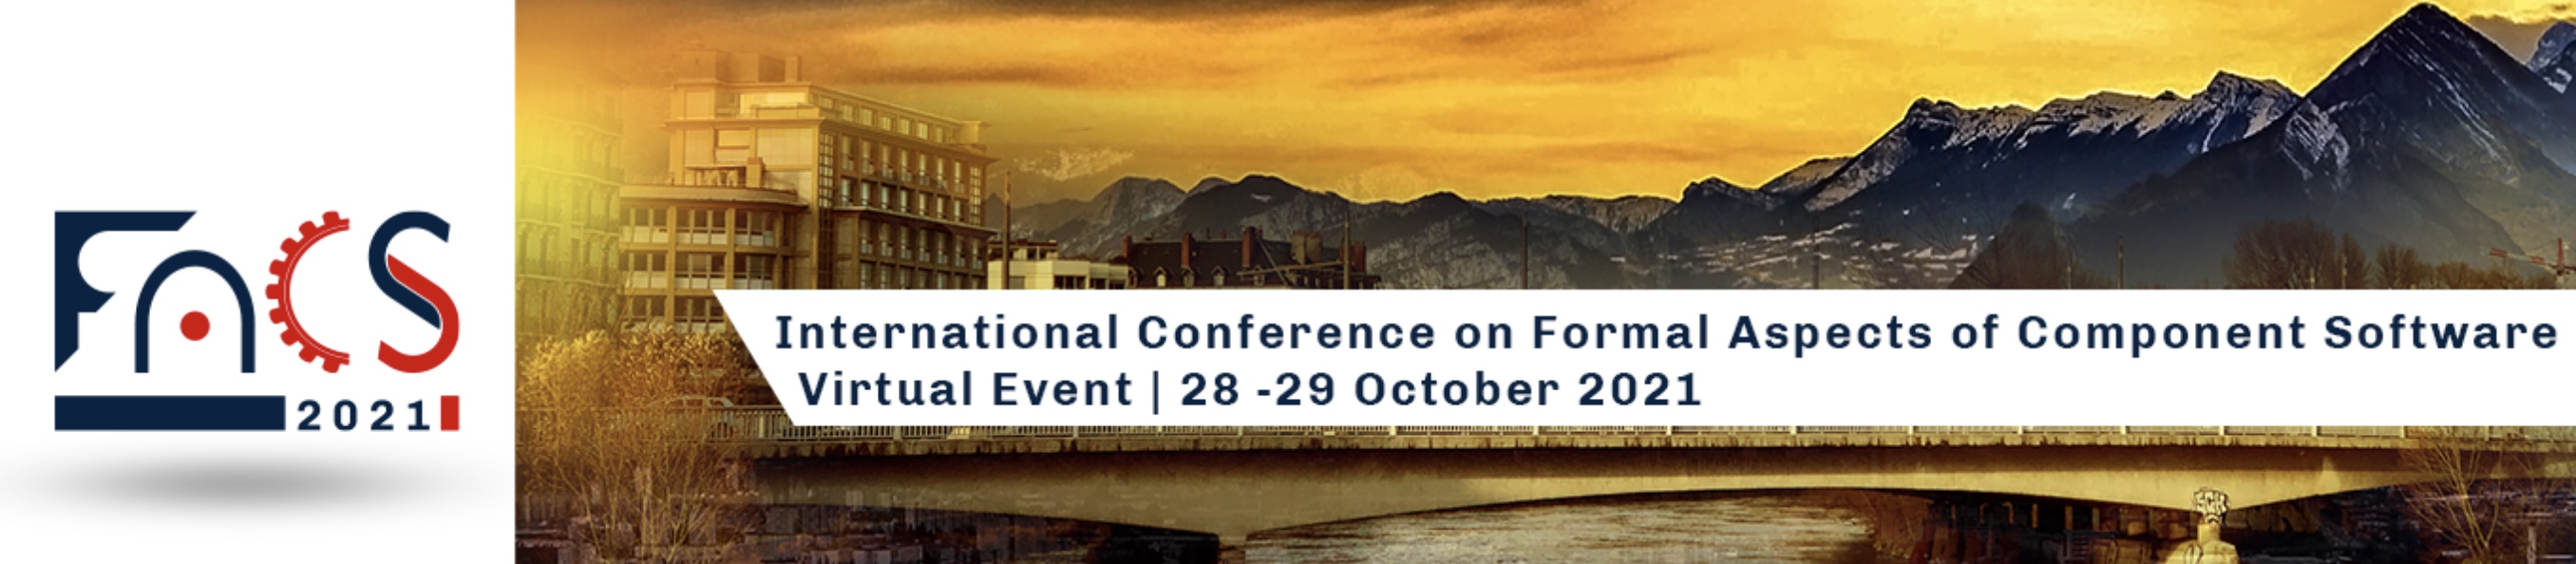 FACS
2021
International Conference on Formal Aspects of Component Software
Virtual Event | 28 -29 October 2021